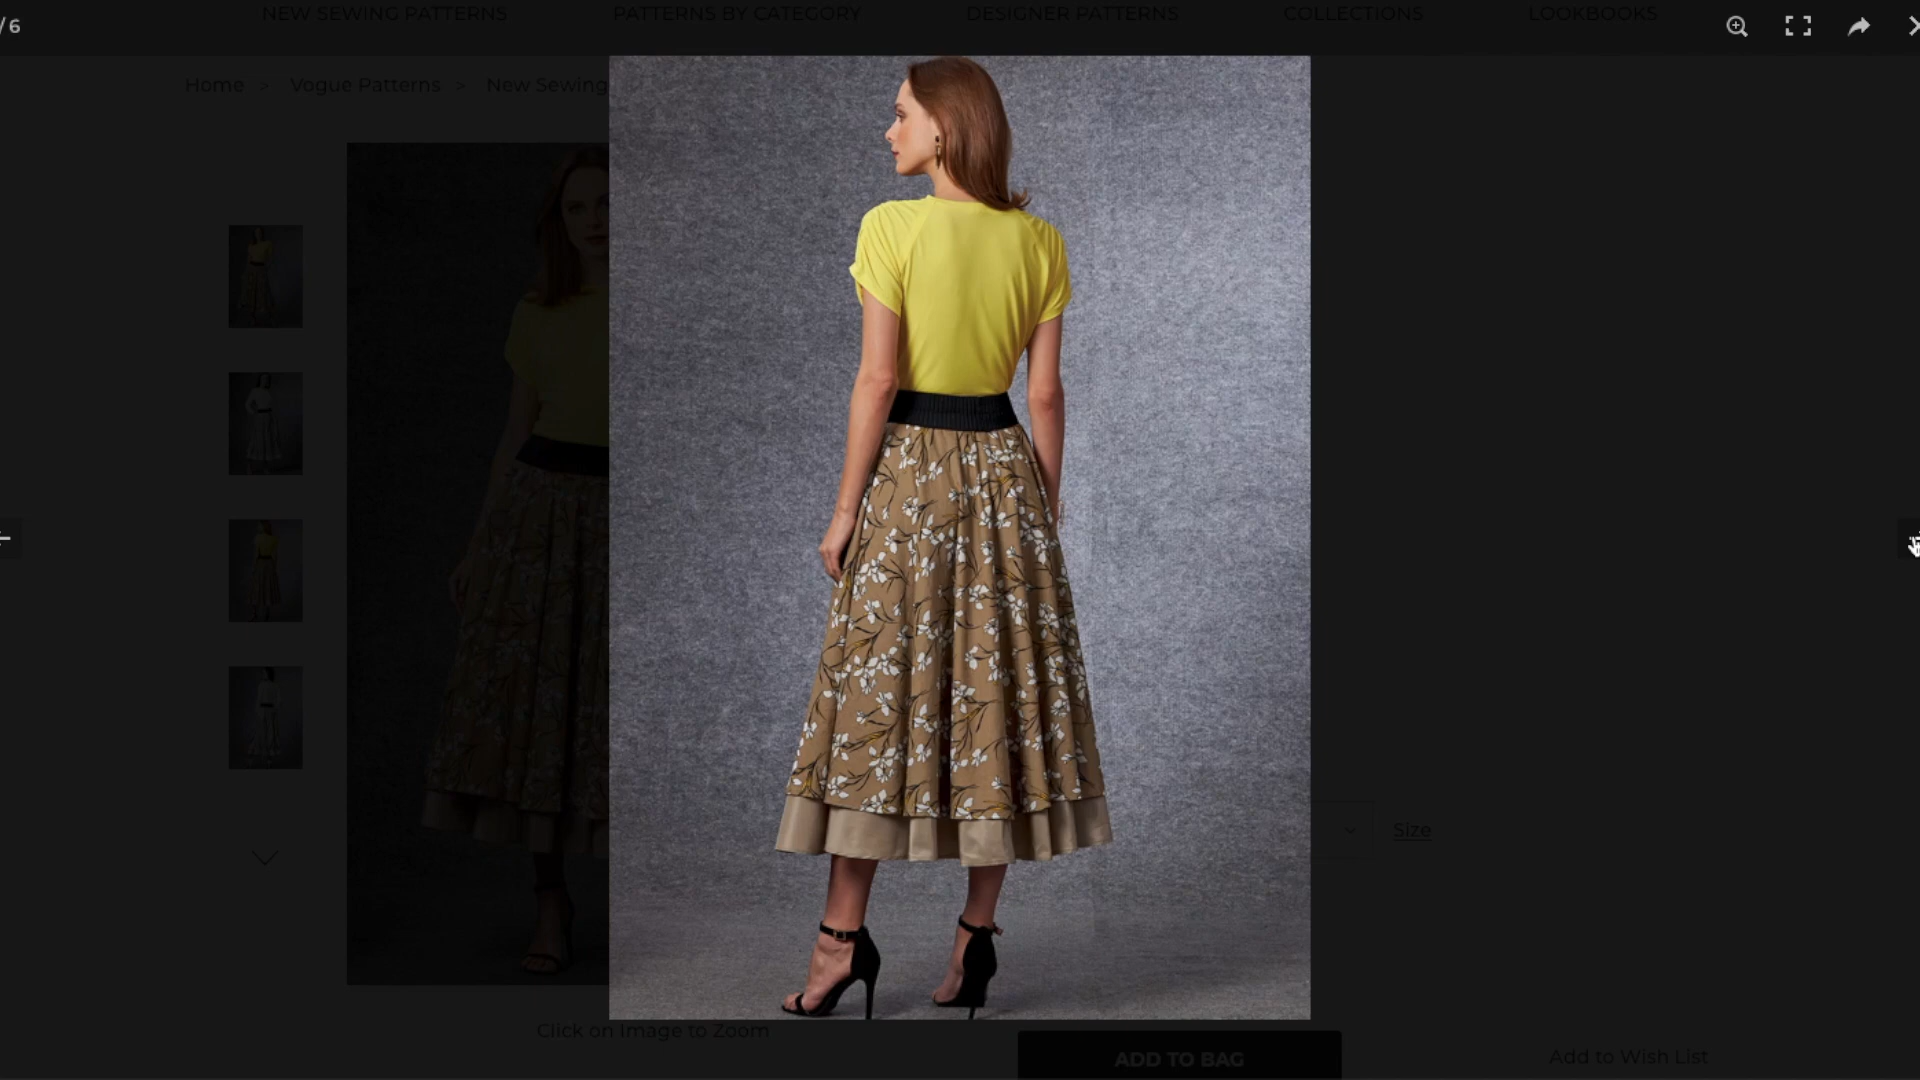 / 6
NEW SEWING PATTERNS PATTERNS BY CATEGORY DESIGNER PATTERNS COLLECTIONS LOOKBOOKS
Home > Vogue Patterns > New Sewing
Size
Click on Image to Zoom
ADD TO BAG
Add to Wish List